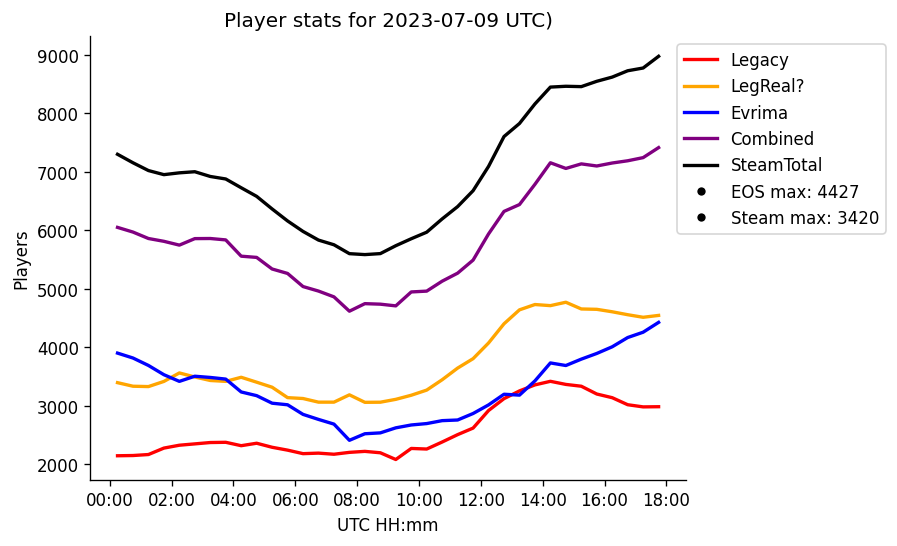 Player stats for 2023-07-09 UTC)
9000
8000
7000
6000
5000
4000
3000
2000
Players
00:00 02:00 04:00 06:00 08:00 10:00 12:00 14:00 16:00 18:00
UTC HH:mm
Legacy
LegReal?
Evrima
Combined
SteamTotal
EOS max: 4427
Steam max: 3420